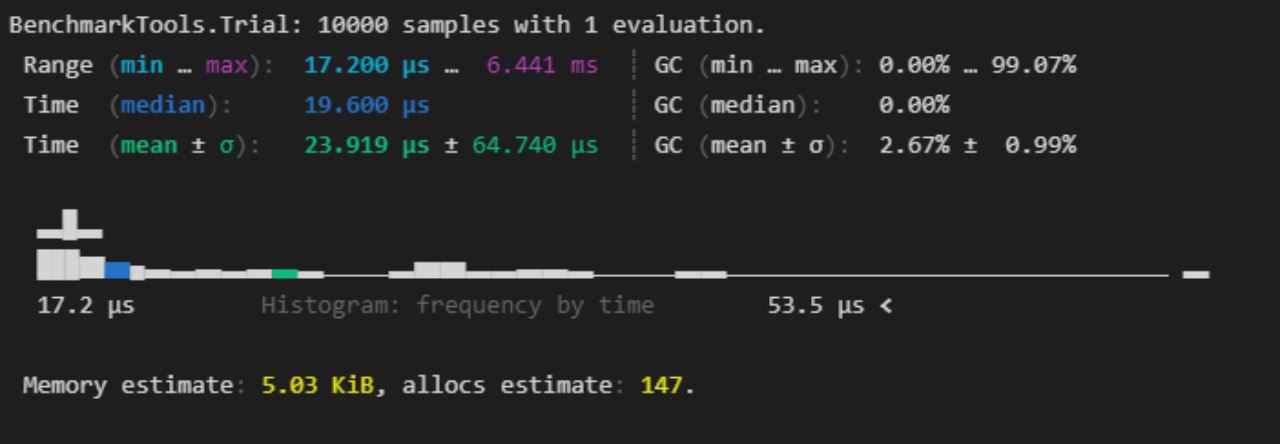 BenchmarkTools.Trial: 10000 samples with 1 evaluation.
Range (min … max): 17.200 μs … 6.441 ms ┊ GC (min … max): 0.00% … 99.07%
Time (median): 19.600 μs ┊ GC (median): 0.00%
Time (mean ± σ): 23.919 μs ± 64.740 μs ┊ GC (mean ± σ): 2.67% ± 0.99%
17.2 μs Histogram: frequency by time 53.5 μs <
Memory estimate: 5.03 KiB, allocs estimate: 147.